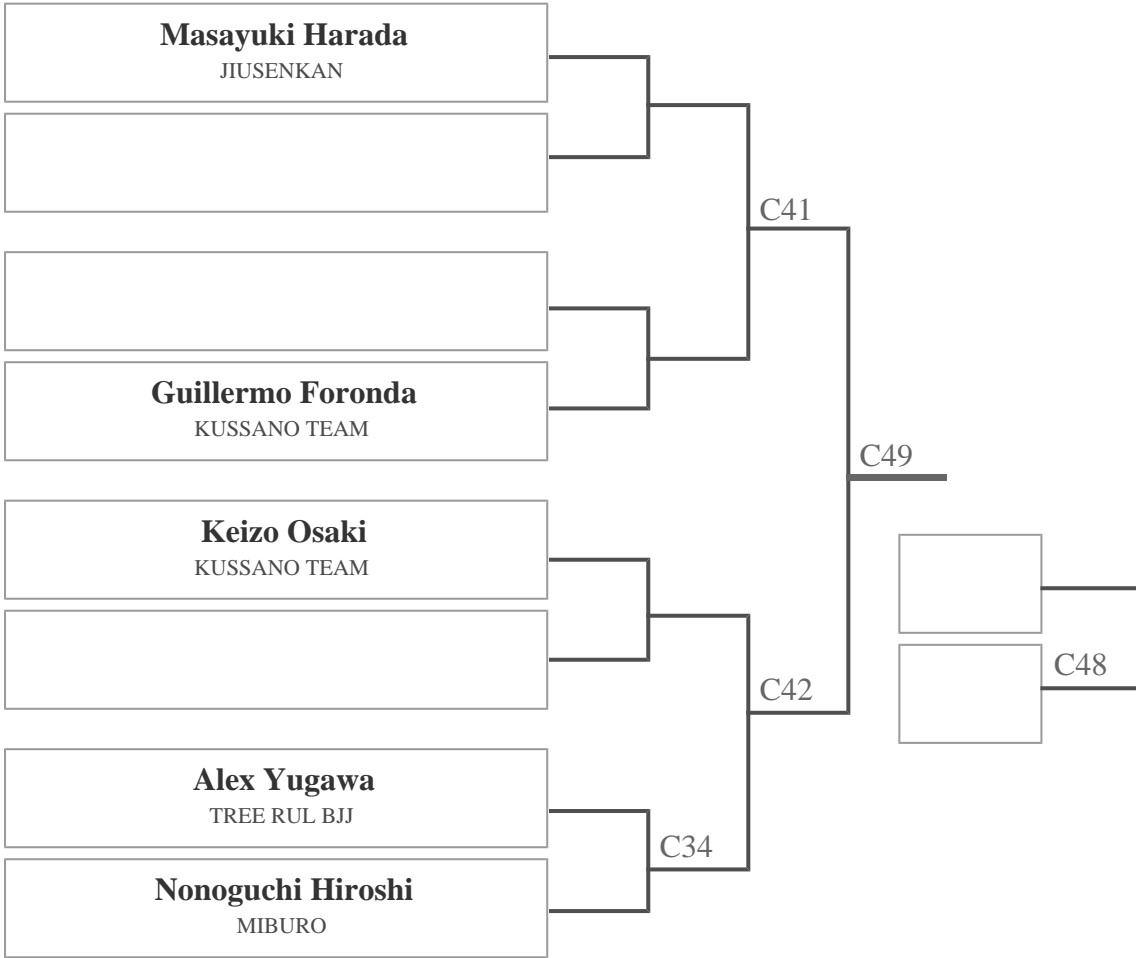 Masayuki Harada
JIUSENKAN
C41
Guillermo Foronda
KUSSANO TEAM
C49
Keizo Osaki
KUSSANO TEAM
C48
C42
Alex Yugawa
TREE RUL BJJ
C34
Nonoguchi Hiroshi
MIBURO